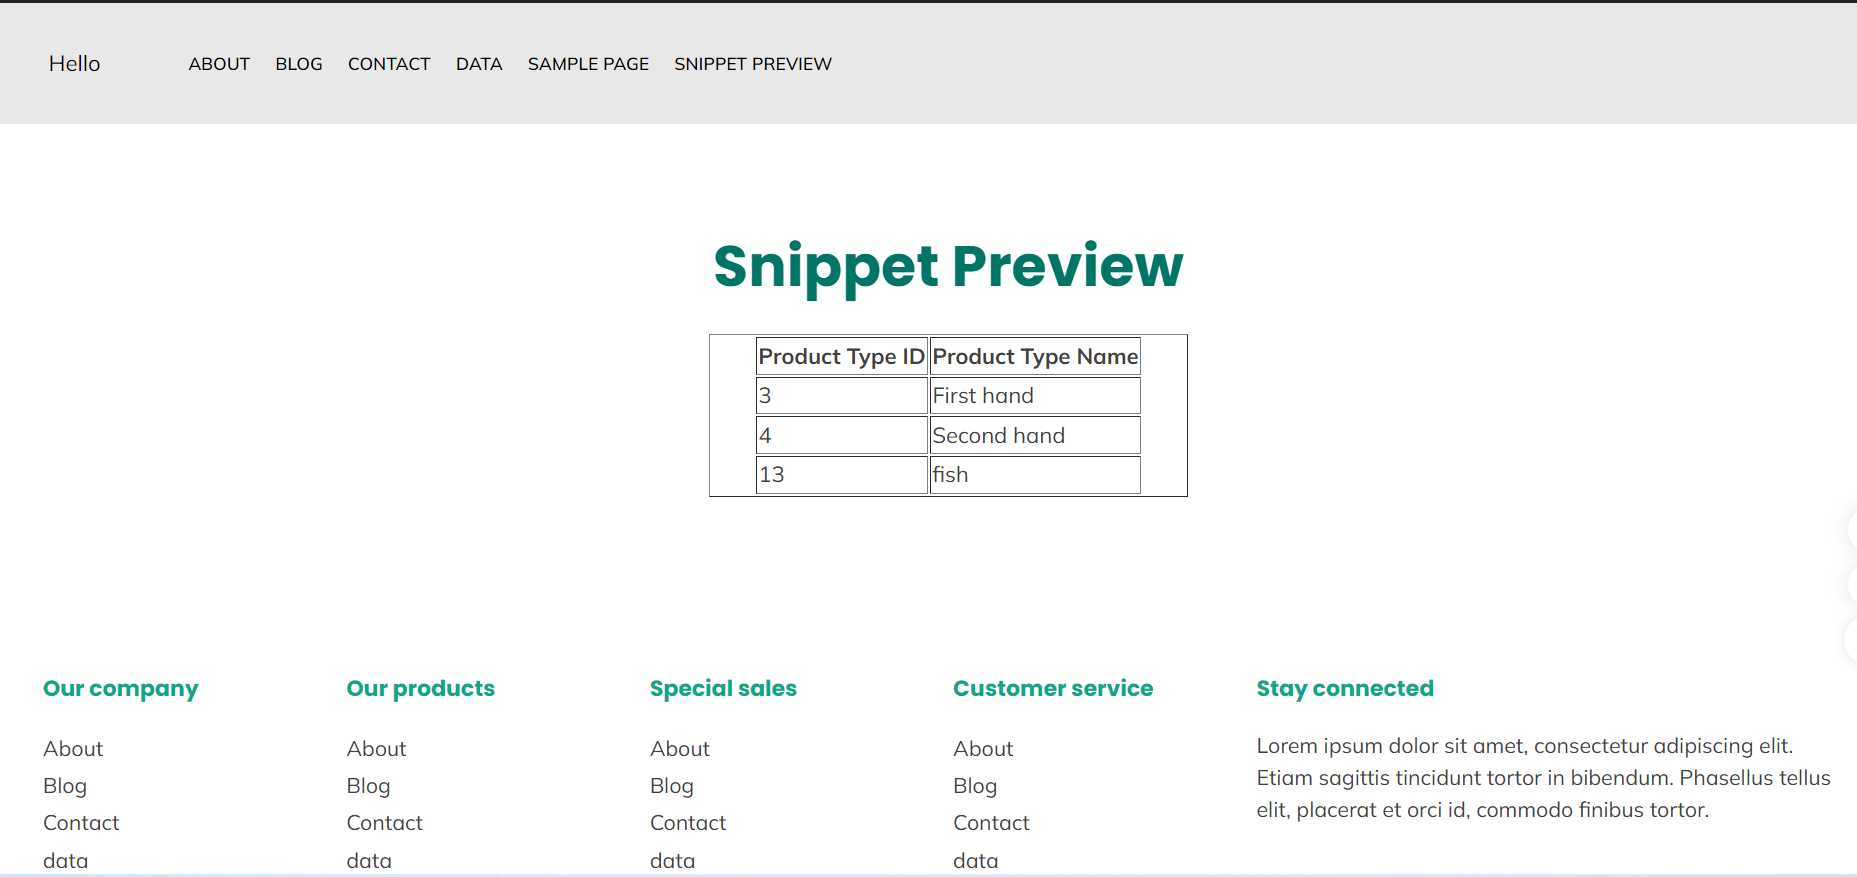 Hello ABOUT BLOG CONTACT DATA SAMPLE PAGE SNIPPET PREVIEW
Snippet Preview
Product Type ID Product Type Name
3 First hand
4 Second hand
13 fish
Our company
About
Blog
Contact
data
Our products
About
Blog
Contact
data
Special sales
About
Blog
Contact
data
Customer service
About
Blog
Contact
data
Stay connected
Lorem ipsum dolor sit amet, consectetur adipiscing elit.
Etiam sagittis tincidunt tortor in bibendum. Phasellus tellus
elit, placerat et orci id, commodo finibus tortor.